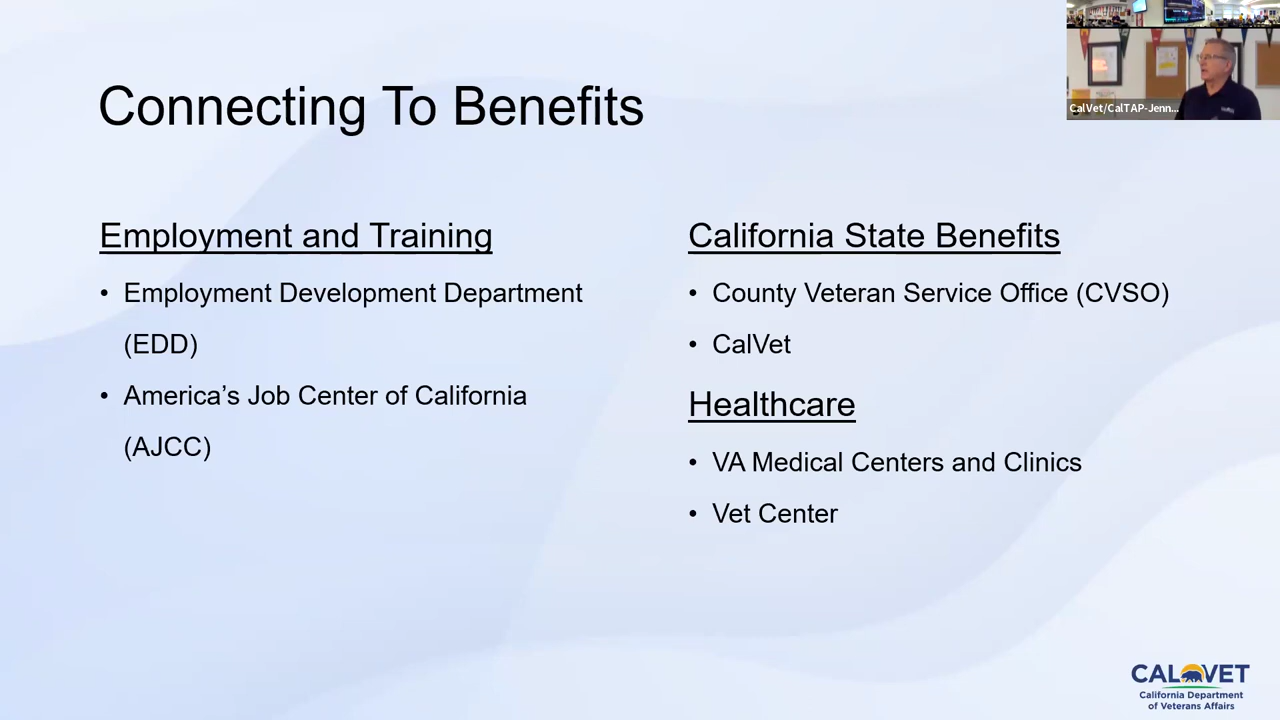 Connecting To Benefits
Employment and Training
• Employment Development Department
(EDD)
• America’s Job Center of California
(AJCC)
California State Benefits
• County Veteran Service Office (CVSO)
• CalVet
Healthcare
• VA Medical Centers and Clinics
• Vet Center
CalVet/CalTAP-Jenn...
CAL VET
California Department
of Veterans Affairs